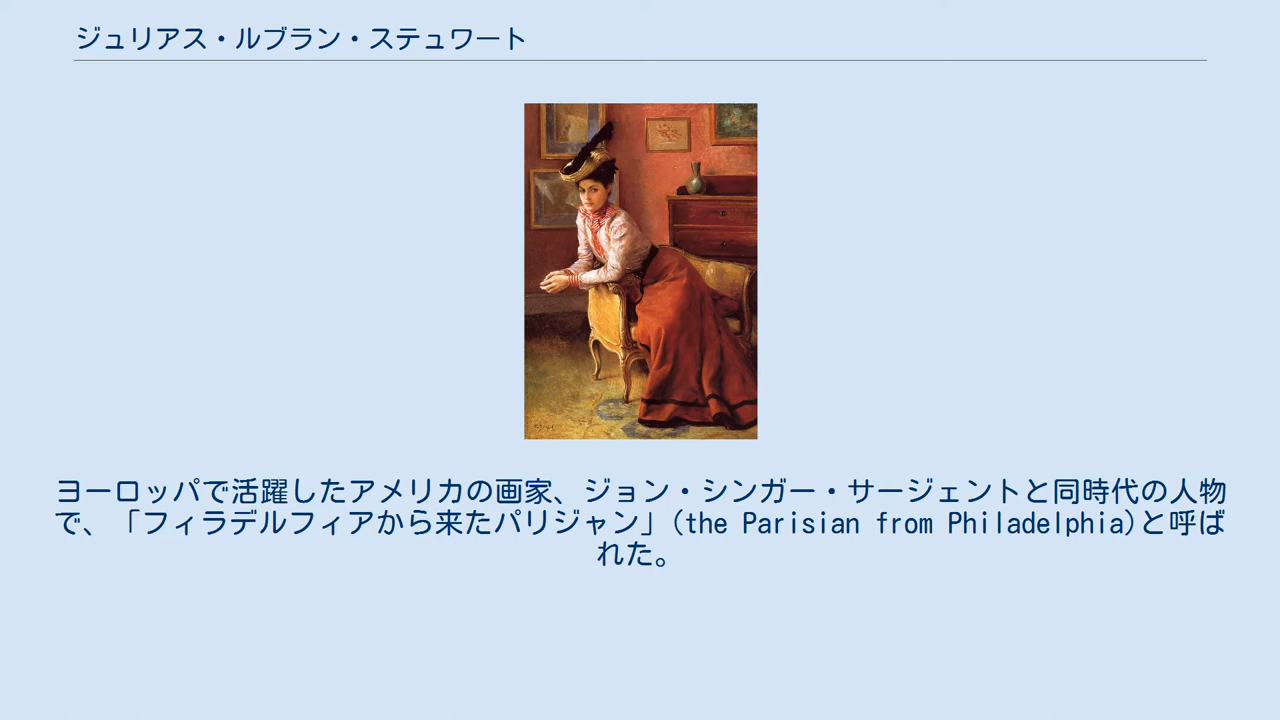 ジュリアス・ルブラン・ステュワート
ヨーロッパで活躍したアメリカの画家、ジョン・シンガー・サージェントと同時代の人物
で、「フィラデルフィアから来たパリジャン」(the Parisian from Philadelphia)と呼ば
れた。